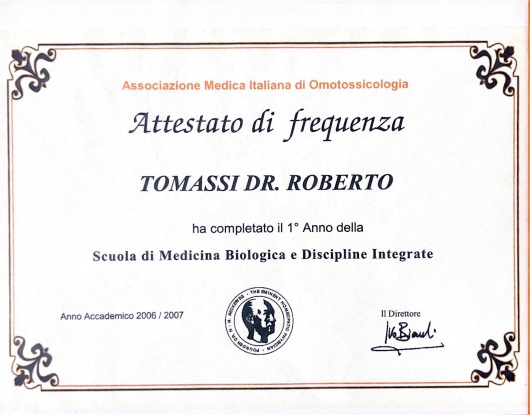 Associazione Medica Italiana di Omotossicologia
Attestato di frequenza
TOMASSI DR. ROBERTO
ha completato il 1° Anno della
Scuola di Medicina Biologica e Discipline Integrate
Anno Accademico 2006 / 2007
Il Direttore